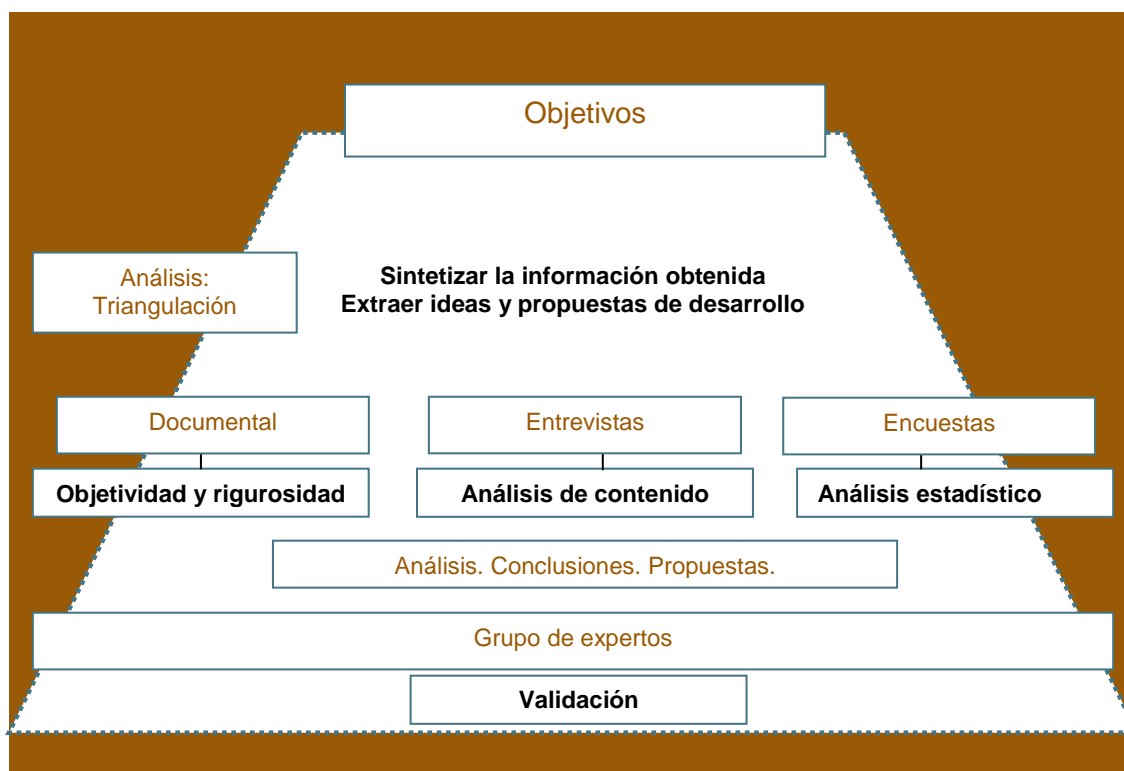 Objetivos
Análisis:
Triangulación
Sintetizar la información obtenida
Extraer ideas y propuestas de desarrollo
Documental
Entrevistas
Encuestas
Objetividad y rigurosidad
Análisis de contenido
Análisis estadístico
Análisis. Conclusiones. Propuestas.
Grupo de expertos
Validación